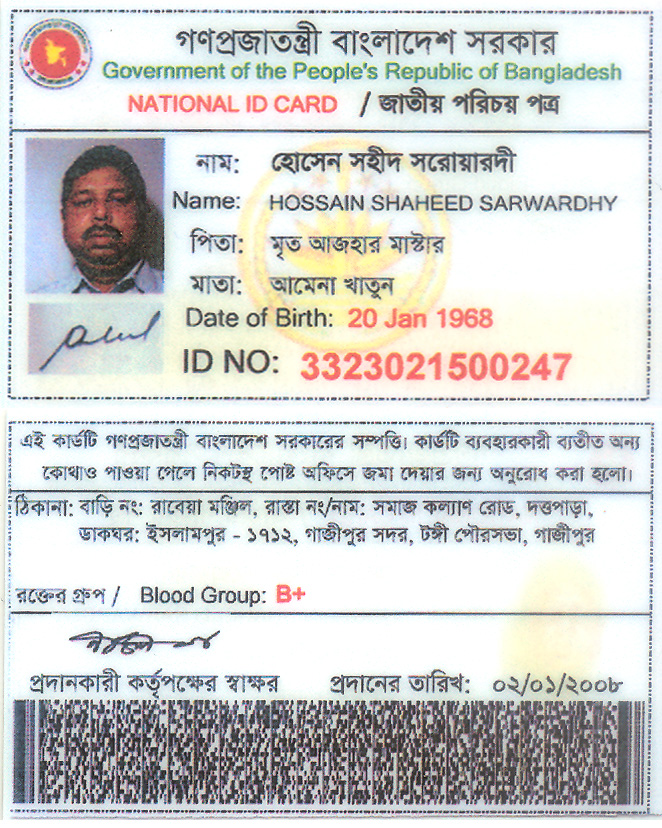 গণপ্রজাতন্ত্রী বাংলাদেশ সরকার
Government of the People's Republic of Bangladesh
NATIONAL ID CARD / জাতীয় পরিচয় পত্র
নাম: হোসেন সহীদ সরোয়ারদী
Name: HOSSAIN SHAHEED SARWARDHY
পিতা: মৃত আজহার মাস্টার
মাতা: আমেনা খাতুন
Date of Birth: 20 Jan 1968
ID NO: 3323021500247
এই কার্ডটি গণপ্রজাতন্ত্রী বাংলাদেশ সরকারের সম্পত্তি। কার্ডটি ব্যবহারকারী ব্যতীত অন্য
কোথাও পাওয়া গেলে নিকটস্থ পোষ্ট অফিসে জমা দেয়ার জন্য অনুরোধ করা হলো।
ঠিকানা: বাড়ি নং: রাবেয়া মঞ্জিল, রাস্তা নং/নাম: সমাজ কল্যাণ রোড, দত্তপাড়া,
ডাকঘর: ইসলামপুর - ১৭১২, গাজীপুর সদর, টঙ্গী পৌরসভা, গাজীপুর
রক্তের গ্রুপ / Blood Group: B+
প্রদানকারী কর্তৃপক্ষের স্বাক্ষর প্রদানের তারিখ: ০২/০১/২০০৮